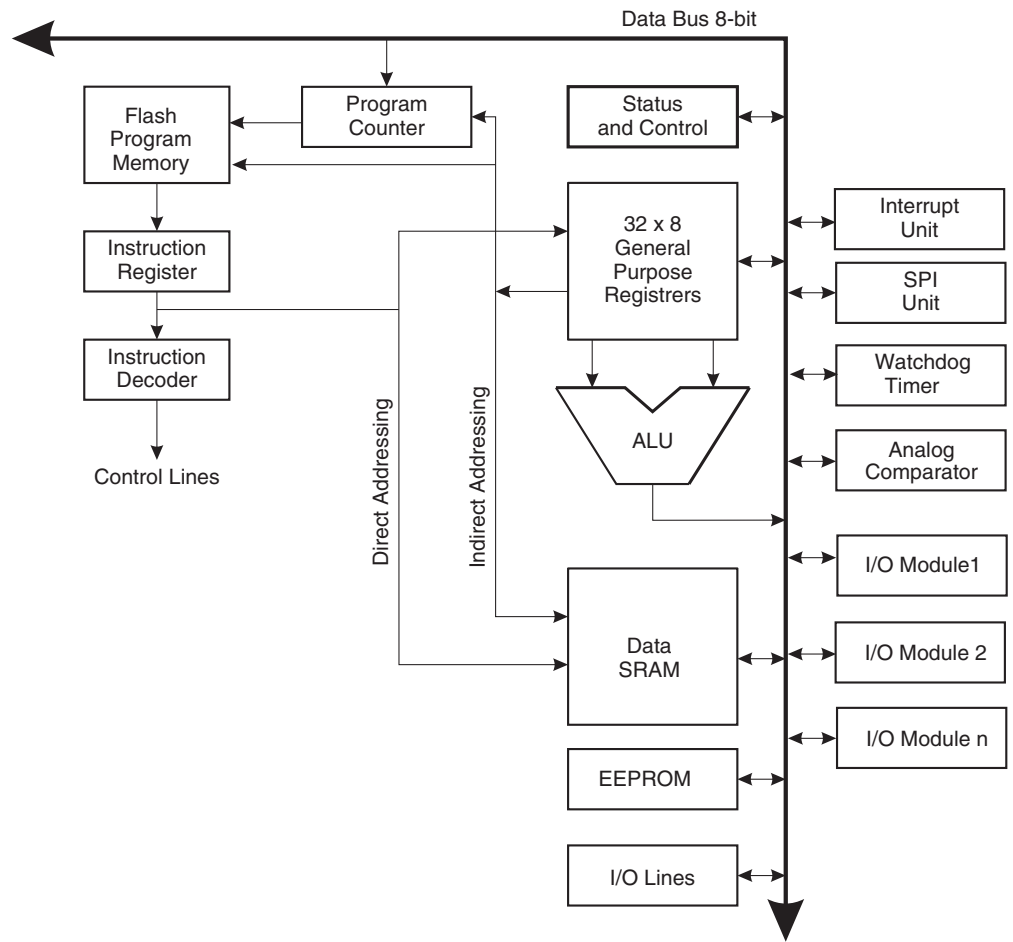 Data Bus 8-bit
Flash
Program
Memory
Program
Counter
Status
and Control
32 x 8
General
Purpose
Registrers
Interrupt
Unit
Instruction
Register
SPI
Unit
Instruction
Decoder
Watchdog
Timer
Direct Addressing
Indirect Addressing
ALU
Control Lines
Analog
Comparator
I/O Module1
Data
SRAM
I/O Module 2
I/O Module n
EEPROM
I/O Lines